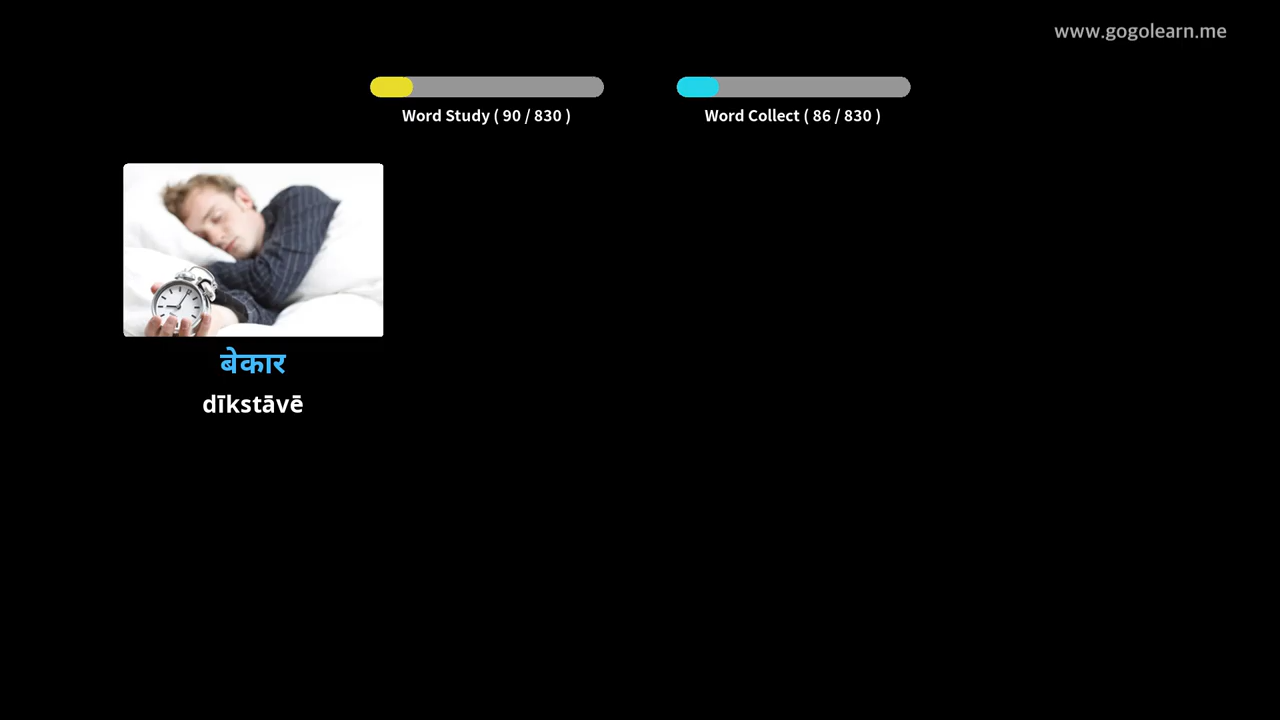 www.gogolearn.me
Word Study ( 90 / 830 )
Word Collect ( 86 / 830 )
बेकार
dīkstāvē